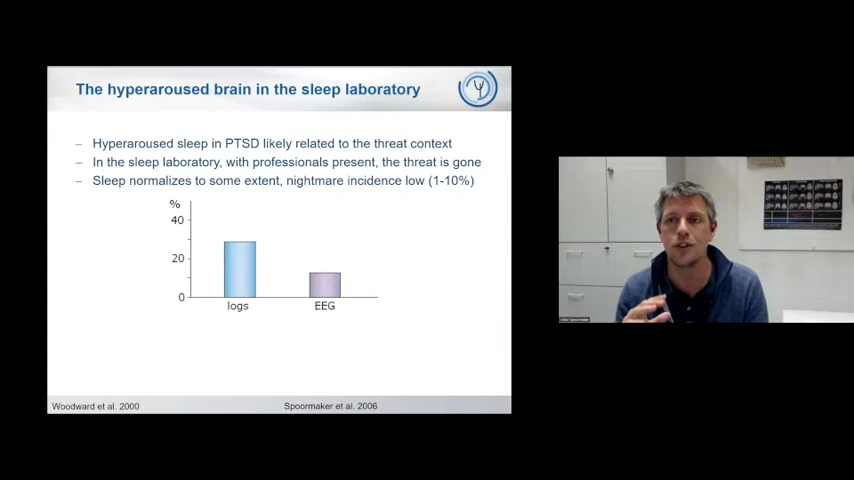 The hyperaroused brain in the sleep laboratory
– Hyperaroused sleep in PTSD likely related to the threat context
– In the sleep laboratory, with professionals present, the threat is gone
– Sleep normalizes to some extent, nightmare incidence low (1-10%)
%
40
20
0
logs
EEG
Woodward et al. 2000
Spoormaker et al. 2006
Victor Spoormaker